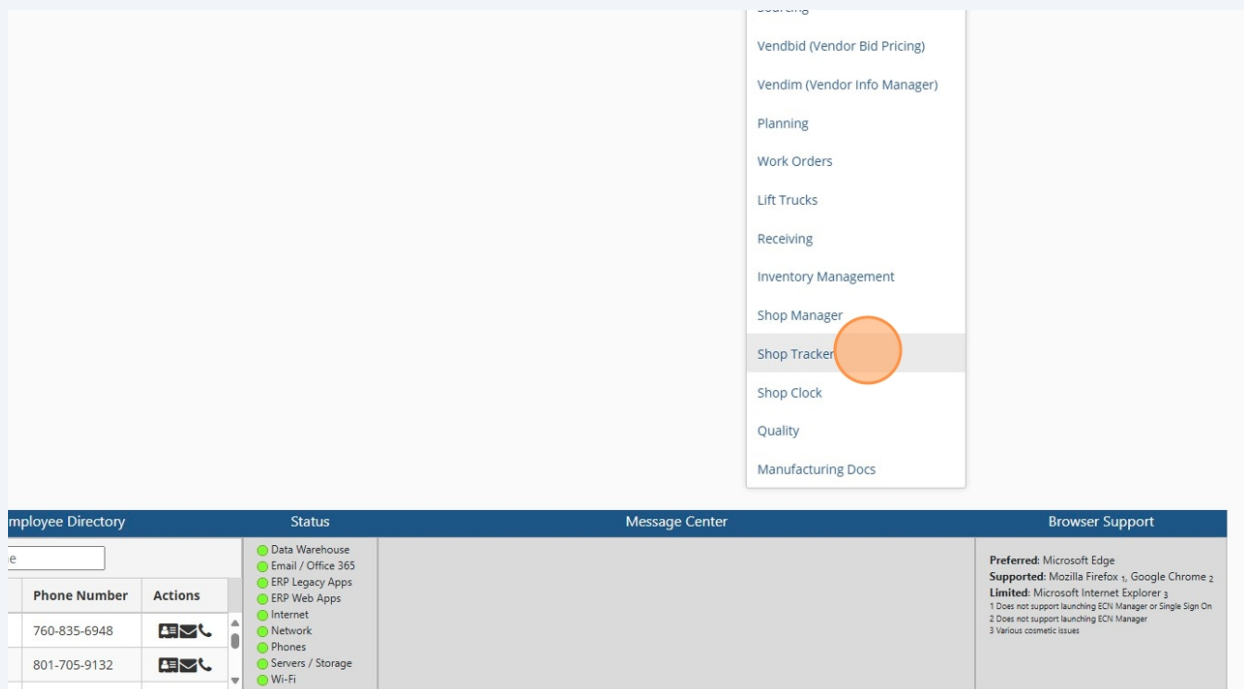 Sourcing
Vendbid (Vendor Bid Pricing)
Vendim (Vendor Info Manager)
Planning
Work Orders
Lift Trucks
Receiving
Inventory Management
Shop Manager
Shop Tracker
Shop Clock
Quality
Manufacturing Docs
mployee Directory
e
Phone Number Actions
760-835-6948
801-705-9132
Status
Data Warehouse
Email / Office 365
ERP Legacy Apps
ERP Web Apps
Internet
Network
Phones
Servers / Storage
Wi-Fi
Message Center
Browser Support
Preferred: Microsoft Edge
Supported: Mozilla Firefox 1, Google Chrome 2
Limited: Microsoft Internet Explorer 3
1 Does not support launching ECN Manager or Single Sign On
2 Does not support launching ECN Manager
3 Various cosmetic issues